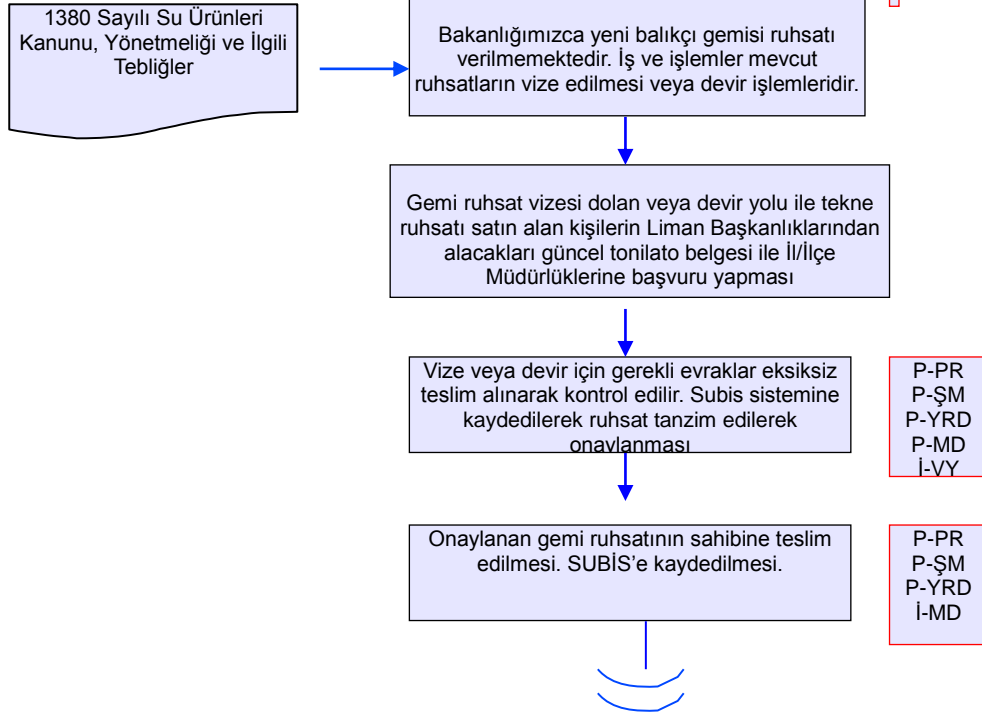 1380 Sayılı Su Ürünleri
Kanunu, Yönetmeliği ve İlgili
Tebliğler
Bakanlığımızca yeni balıkçı gemisi ruhsatı
verilmemektedir. İş ve işlemler mevcut
ruhsatların vize edilmesi veya devir işlemleridir.
Gemi ruhsat vizesi dolan veya devir yolu ile tekne
ruhsatı satın alan kişilerin Liman Başkanlıklarından
alacakları güncel tonilato belgesi ile İl/İlçe
Müdürlüklerine başvuru yapması
Vize veya devir için gerekli evraklar eksiksiz
teslim alınarak kontrol edilir. Subis sistemine
kaydedilerek ruhsat tanzim edilerek
onaylanması
P-PR
P-ŞM
P-YRD
P-MD
İ-VY
Onaylanan gemi ruhsatının sahibine teslim
edilmesi. SUBİS’e kaydedilmesi.
P-PR
P-ŞM
P-YRD
İ-MD